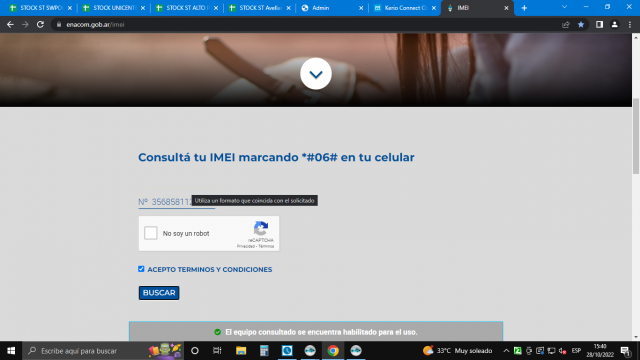 STOCK ST SWPC
STOCK UNICENT
STOCK ST ALTO
STOCK ST Avella
Admin
Kerio Connect C
IMEI
enacom.gob.ar/imei
Consultá tu IMEI marcando *#06# en tu celular
Nº 35685811
Utiliza un formato que coincida con el solicitado
No soy un robot
reCAPTCHA
Privacidad - Términos
ACEPTO TERMINOS Y CONDICIONES
BUSCAR
El equipo consultado se encuentra habilitado para el uso.
Escribe aquí para buscar
33°C Muy soleado
ESP
15:40
28/10/2022